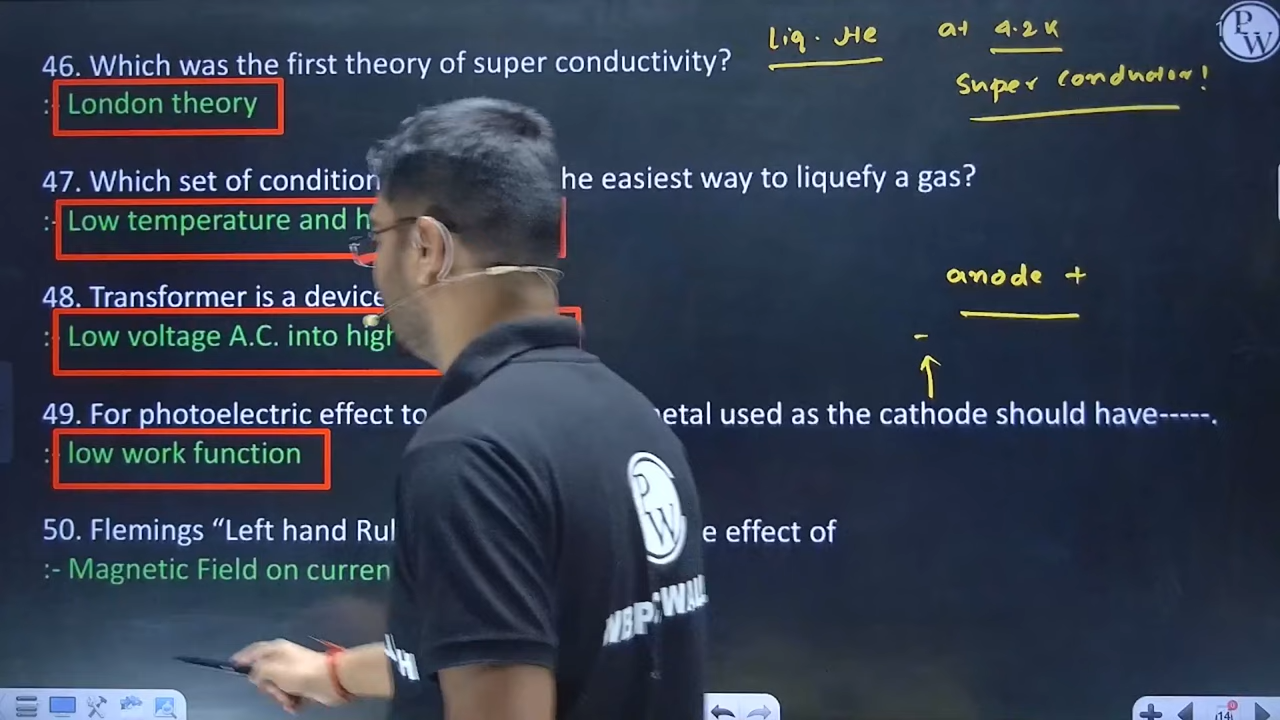 Liq. He at 4.2K
PW
46. Which was the first theory of super conductivity?
Super conductor!
:- London theory
47. Which set of condition he easiest way to liquefy a gas?
:- Low temperature and h
anode +
48. Transformer is a device
-
:- Low voltage A.C. into high
49. For photoelectric effect to etal used as the cathode should have-----.
:- low work function
PW
50. Flemings “Left hand Rul e effect of
:- Magnetic Field on curren
14